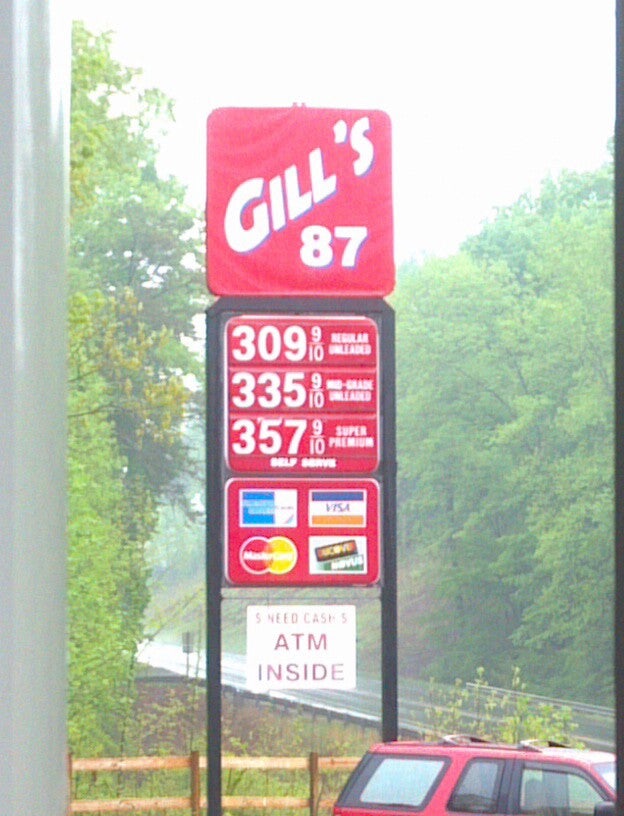 GILL'S
87
309 9/10 REGULAR UNLEADED
335 9/10 MID-GRADE UNLEADED
357 9/10 SUPER PREMIUM
SELF SERVE
VISA
MasterCard
$ NEED CASH $
ATM
INSIDE